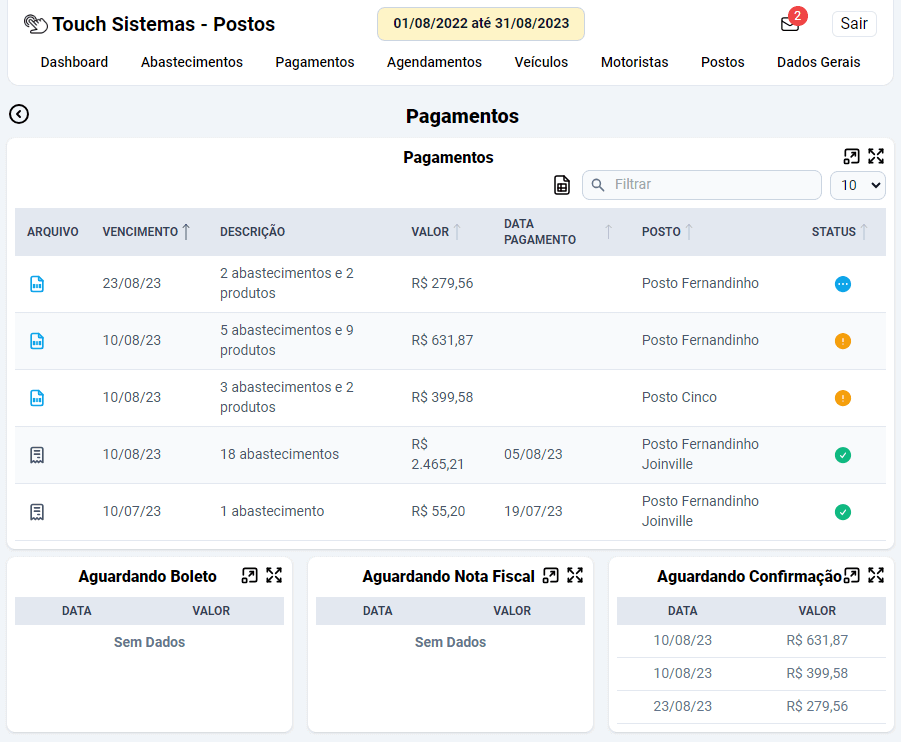 Touch Sistemas - Postos
01/08/2022 até 31/08/2023
2
Sair
Dashboard Abastecimentos Pagamentos Agendamentos Veículos Motoristas Postos Dados Gerais
Pagamentos
Pagamentos
Filtrar
10
ARQUIVO VENCIMENTO DESCRIÇÃO VALOR DATA PAGAMENTO POSTO STATUS
23/08/23 2 abastecimentos e 2 produtos R$ 279,56 Posto Fernandinho
10/08/23 5 abastecimentos e 9 produtos R$ 631,87 Posto Fernandinho
10/08/23 3 abastecimentos e 2 produtos R$ 399,58 Posto Cinco
10/08/23 18 abastecimentos R$ 2.465,21 05/08/23 Posto Fernandinho Joinville
10/07/23 1 abastecimento R$ 55,20 19/07/23 Posto Fernandinho Joinville
Aguardando Boleto
DATA VALOR
Sem Dados
Aguardando Nota Fiscal
DATA VALOR
Sem Dados
Aguardando Confirmação
DATA VALOR
10/08/23 R$ 631,87
10/08/23 R$ 399,58
23/08/23 R$ 279,56